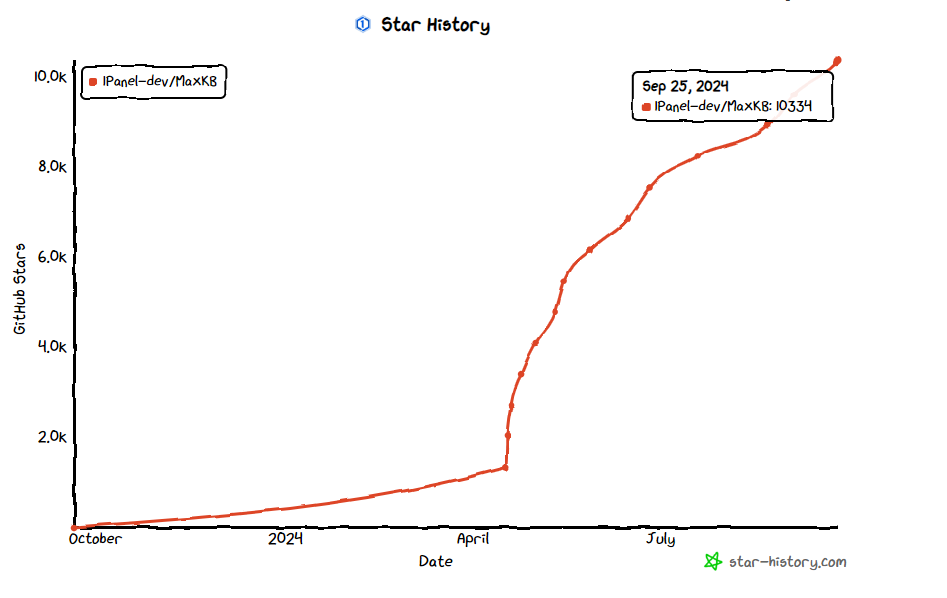 Star History
1Panel-dev/MaxKB
Sep 25, 2024
1Panel-dev/MaxKB: 10334
10.0k
8.0k
6.0k
4.0k
2.0k
GitHub Stars
October
2024
April
July
Date
star-history.com